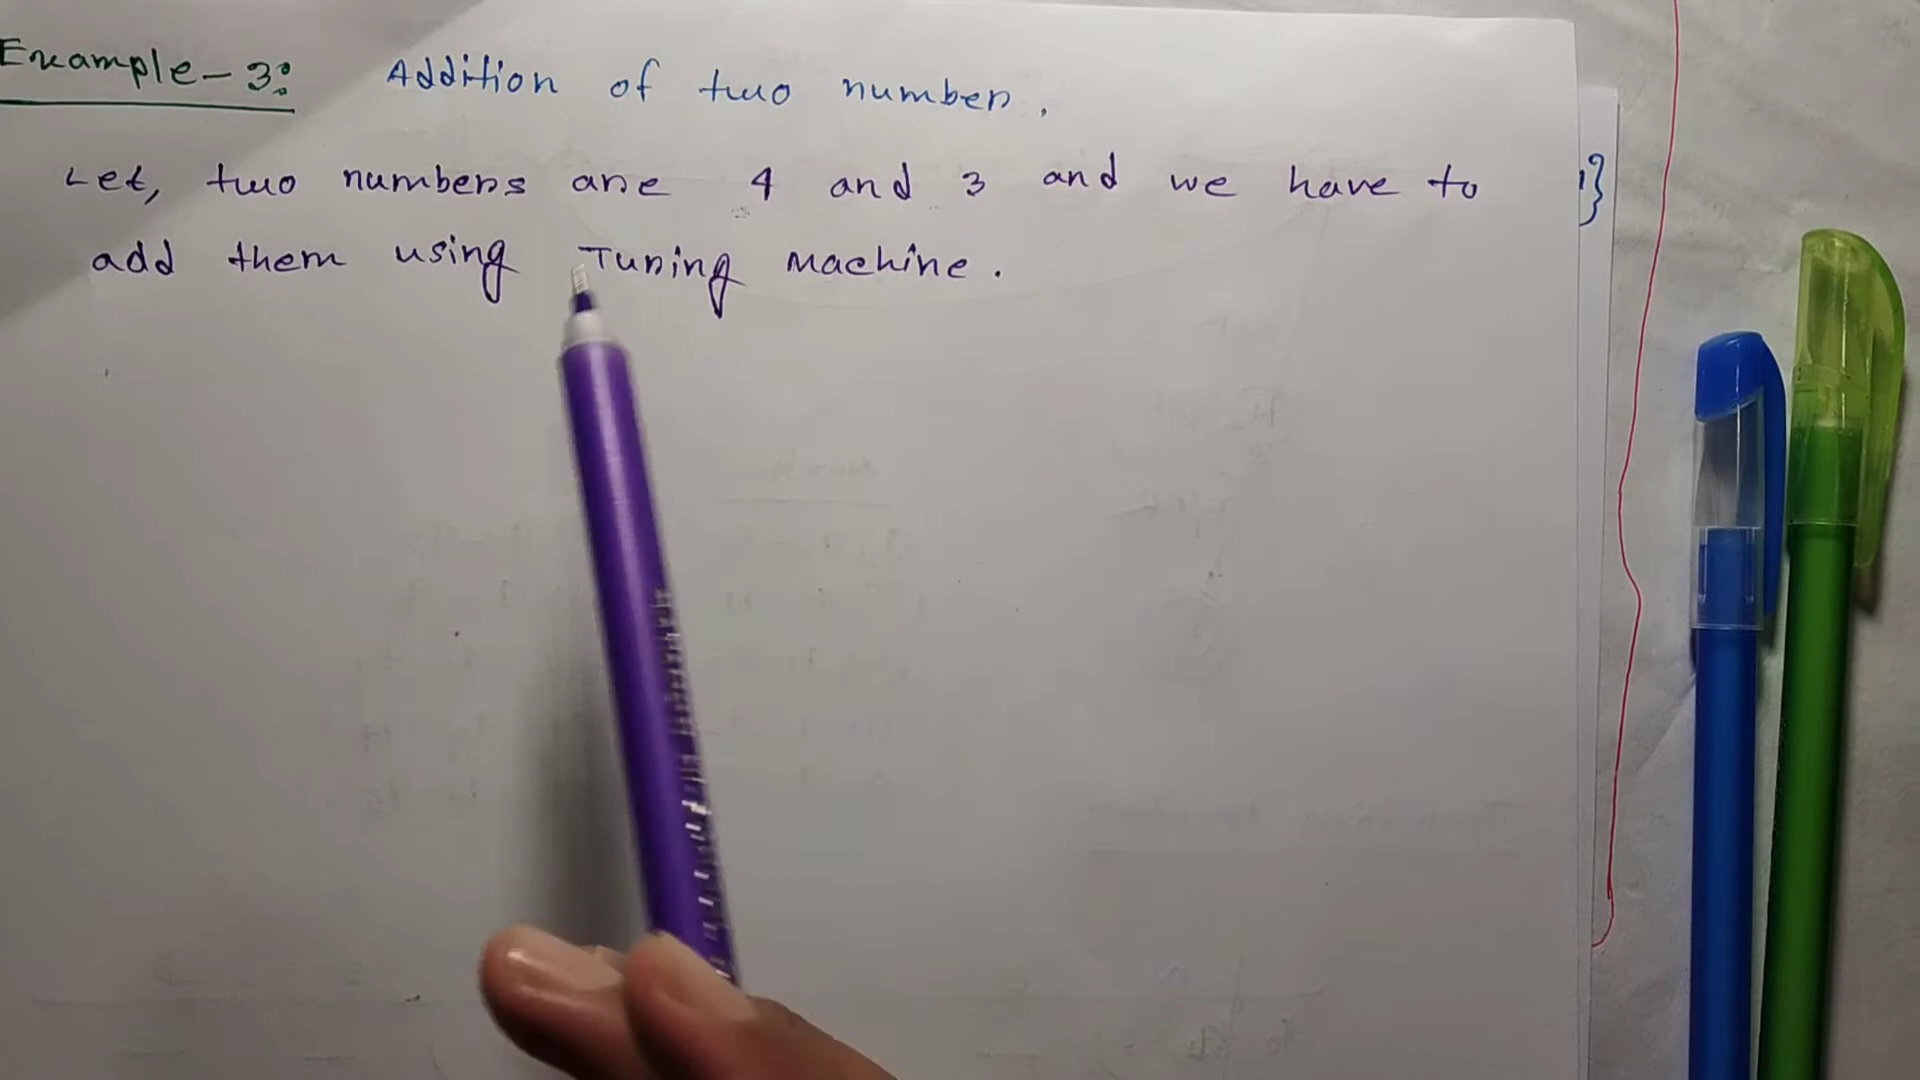 Example-3:
Addition of two number.
Let, two numbers are 4 and 3 and we have to
add them using Turing Machine.
}